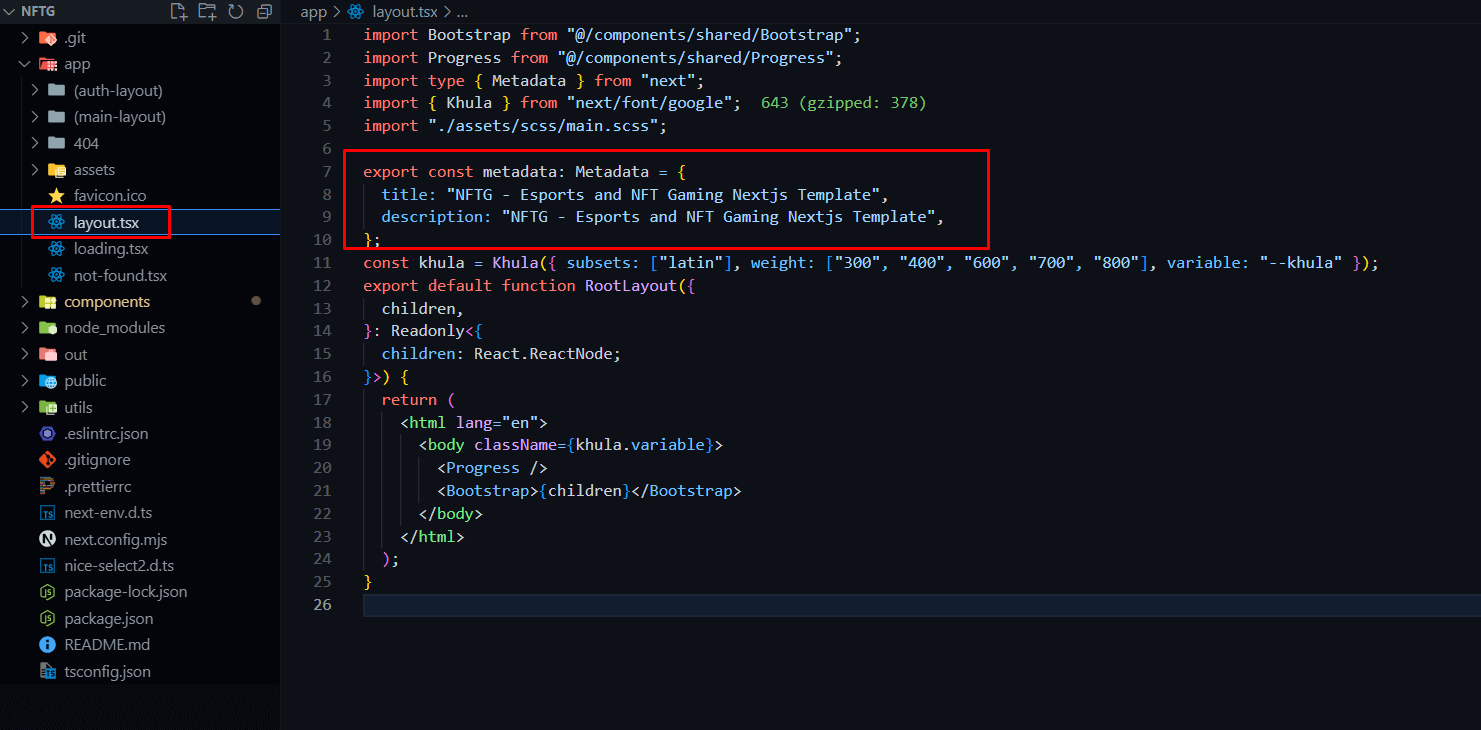 NFTG
.git
app
(auth-layout)
(main-layout)
404
assets
favicon.ico
layout.tsx
loading.tsx
not-found.tsx
components
node_modules
out
public
utils
.eslintrc.json
.gitignore
.prettierrc
next-env.d.ts
next.config.mjs
nice-select2.d.ts
package-lock.json
package.json
README.md
tsconfig.json
app > layout.tsx > ...
1 import Bootstrap from "@/components/shared/Bootstrap";
2 import Progress from "@/components/shared/Progress";
3 import type { Metadata } from "next";
4 import { Khula } from "next/font/google"; 643 (gzipped: 378)
5 import "./assets/scss/main.scss";
6
7 export const metadata: Metadata = {
8 title: "NFTG - Esports and NFT Gaming Nextjs Template",
9 description: "NFTG - Esports and NFT Gaming Nextjs Template",
10 };
11 const khula = Khula({ subsets: ["latin"], weight: ["300", "400", "600", "700", "800"], variable: "--khula" });
12 export default function RootLayout({
13 children,
14 }: Readonly<{
15 children: React.ReactNode;
16 }>) {
17 return (
18 <html lang="en">
19 <body className={khula.variable}>
20 <Progress />
21 <Bootstrap>{children}</Bootstrap>
22 </body>
23 </html>
24 );
25 }
26